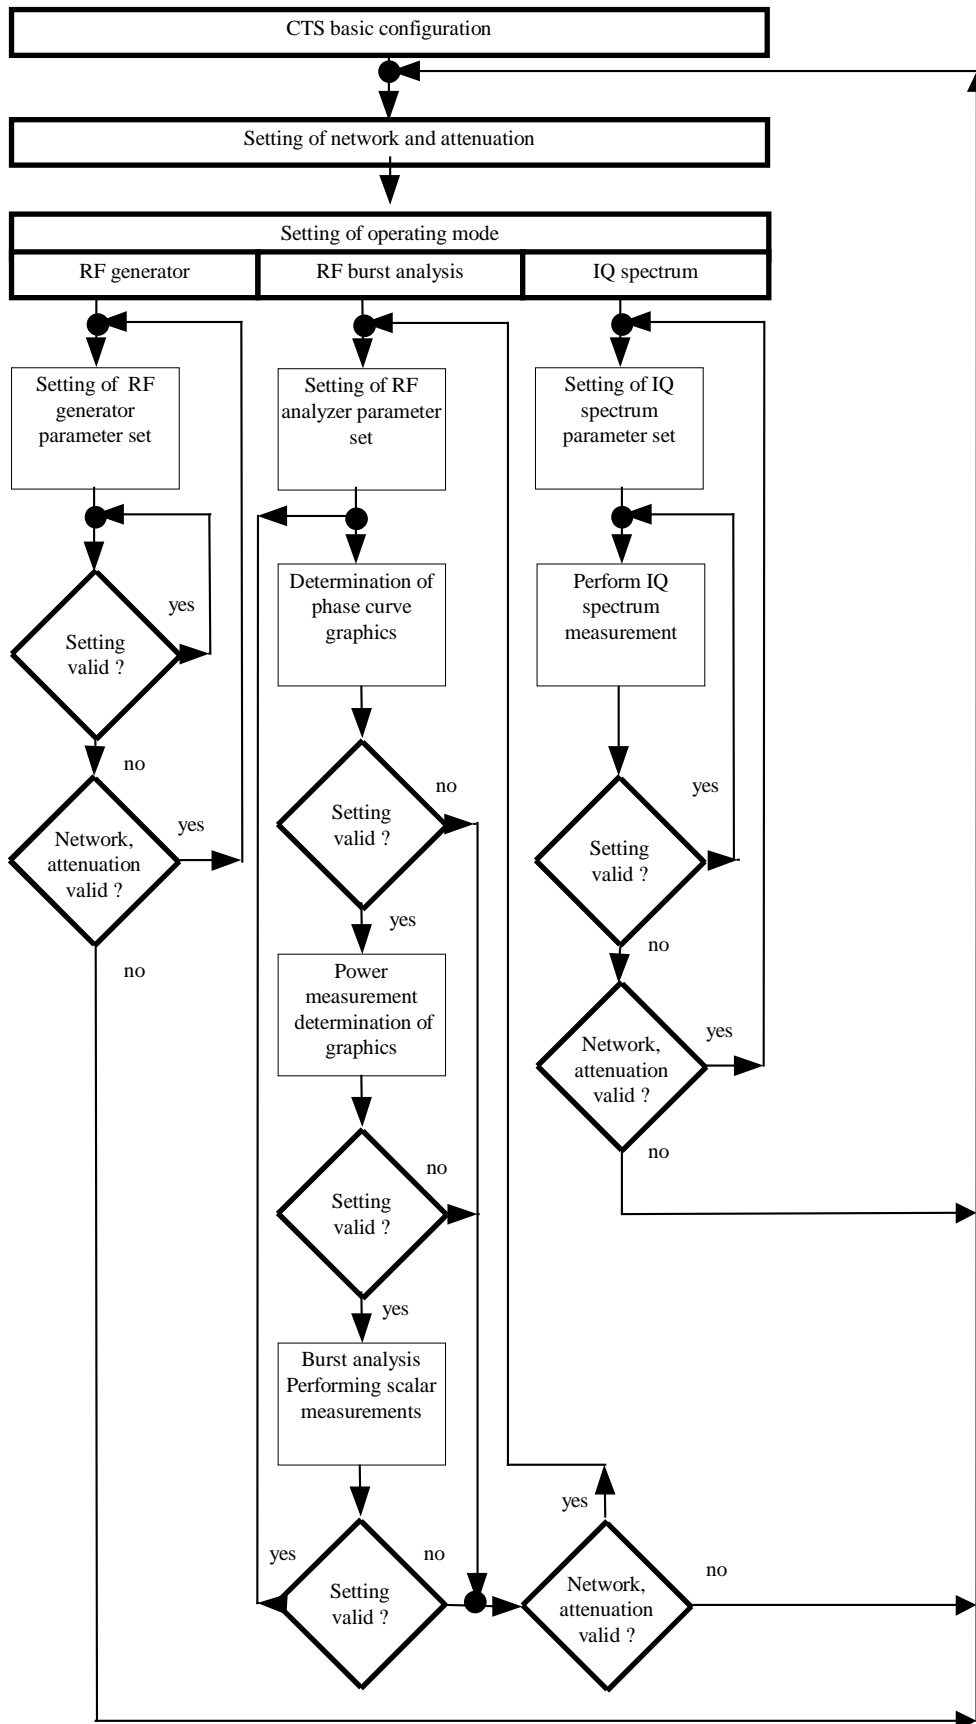 CTS basic configuration
Setting of network and attenuation
Setting of operating mode
RF generator
RF burst analysis
IQ spectrum
Setting of RF
generator
parameter set
yes
Setting
valid ?
no
Network,
attenuation
valid ?
yes
no
Setting of RF
analyzer parameter
set
Determination of
phase curve
graphics
no
Setting
valid ?
yes
Power
measurement
determination of
graphics
no
Setting
valid ?
yes
Burst analysis
Performing scalar
measurements
yes
no
Setting
valid ?
yes
Network,
attenuation
valid ?
no
Setting of IQ
spectrum
parameter set
Perform IQ
spectrum
measurement
yes
Setting
valid ?
no
Network,
attenuation
valid ?
yes
no